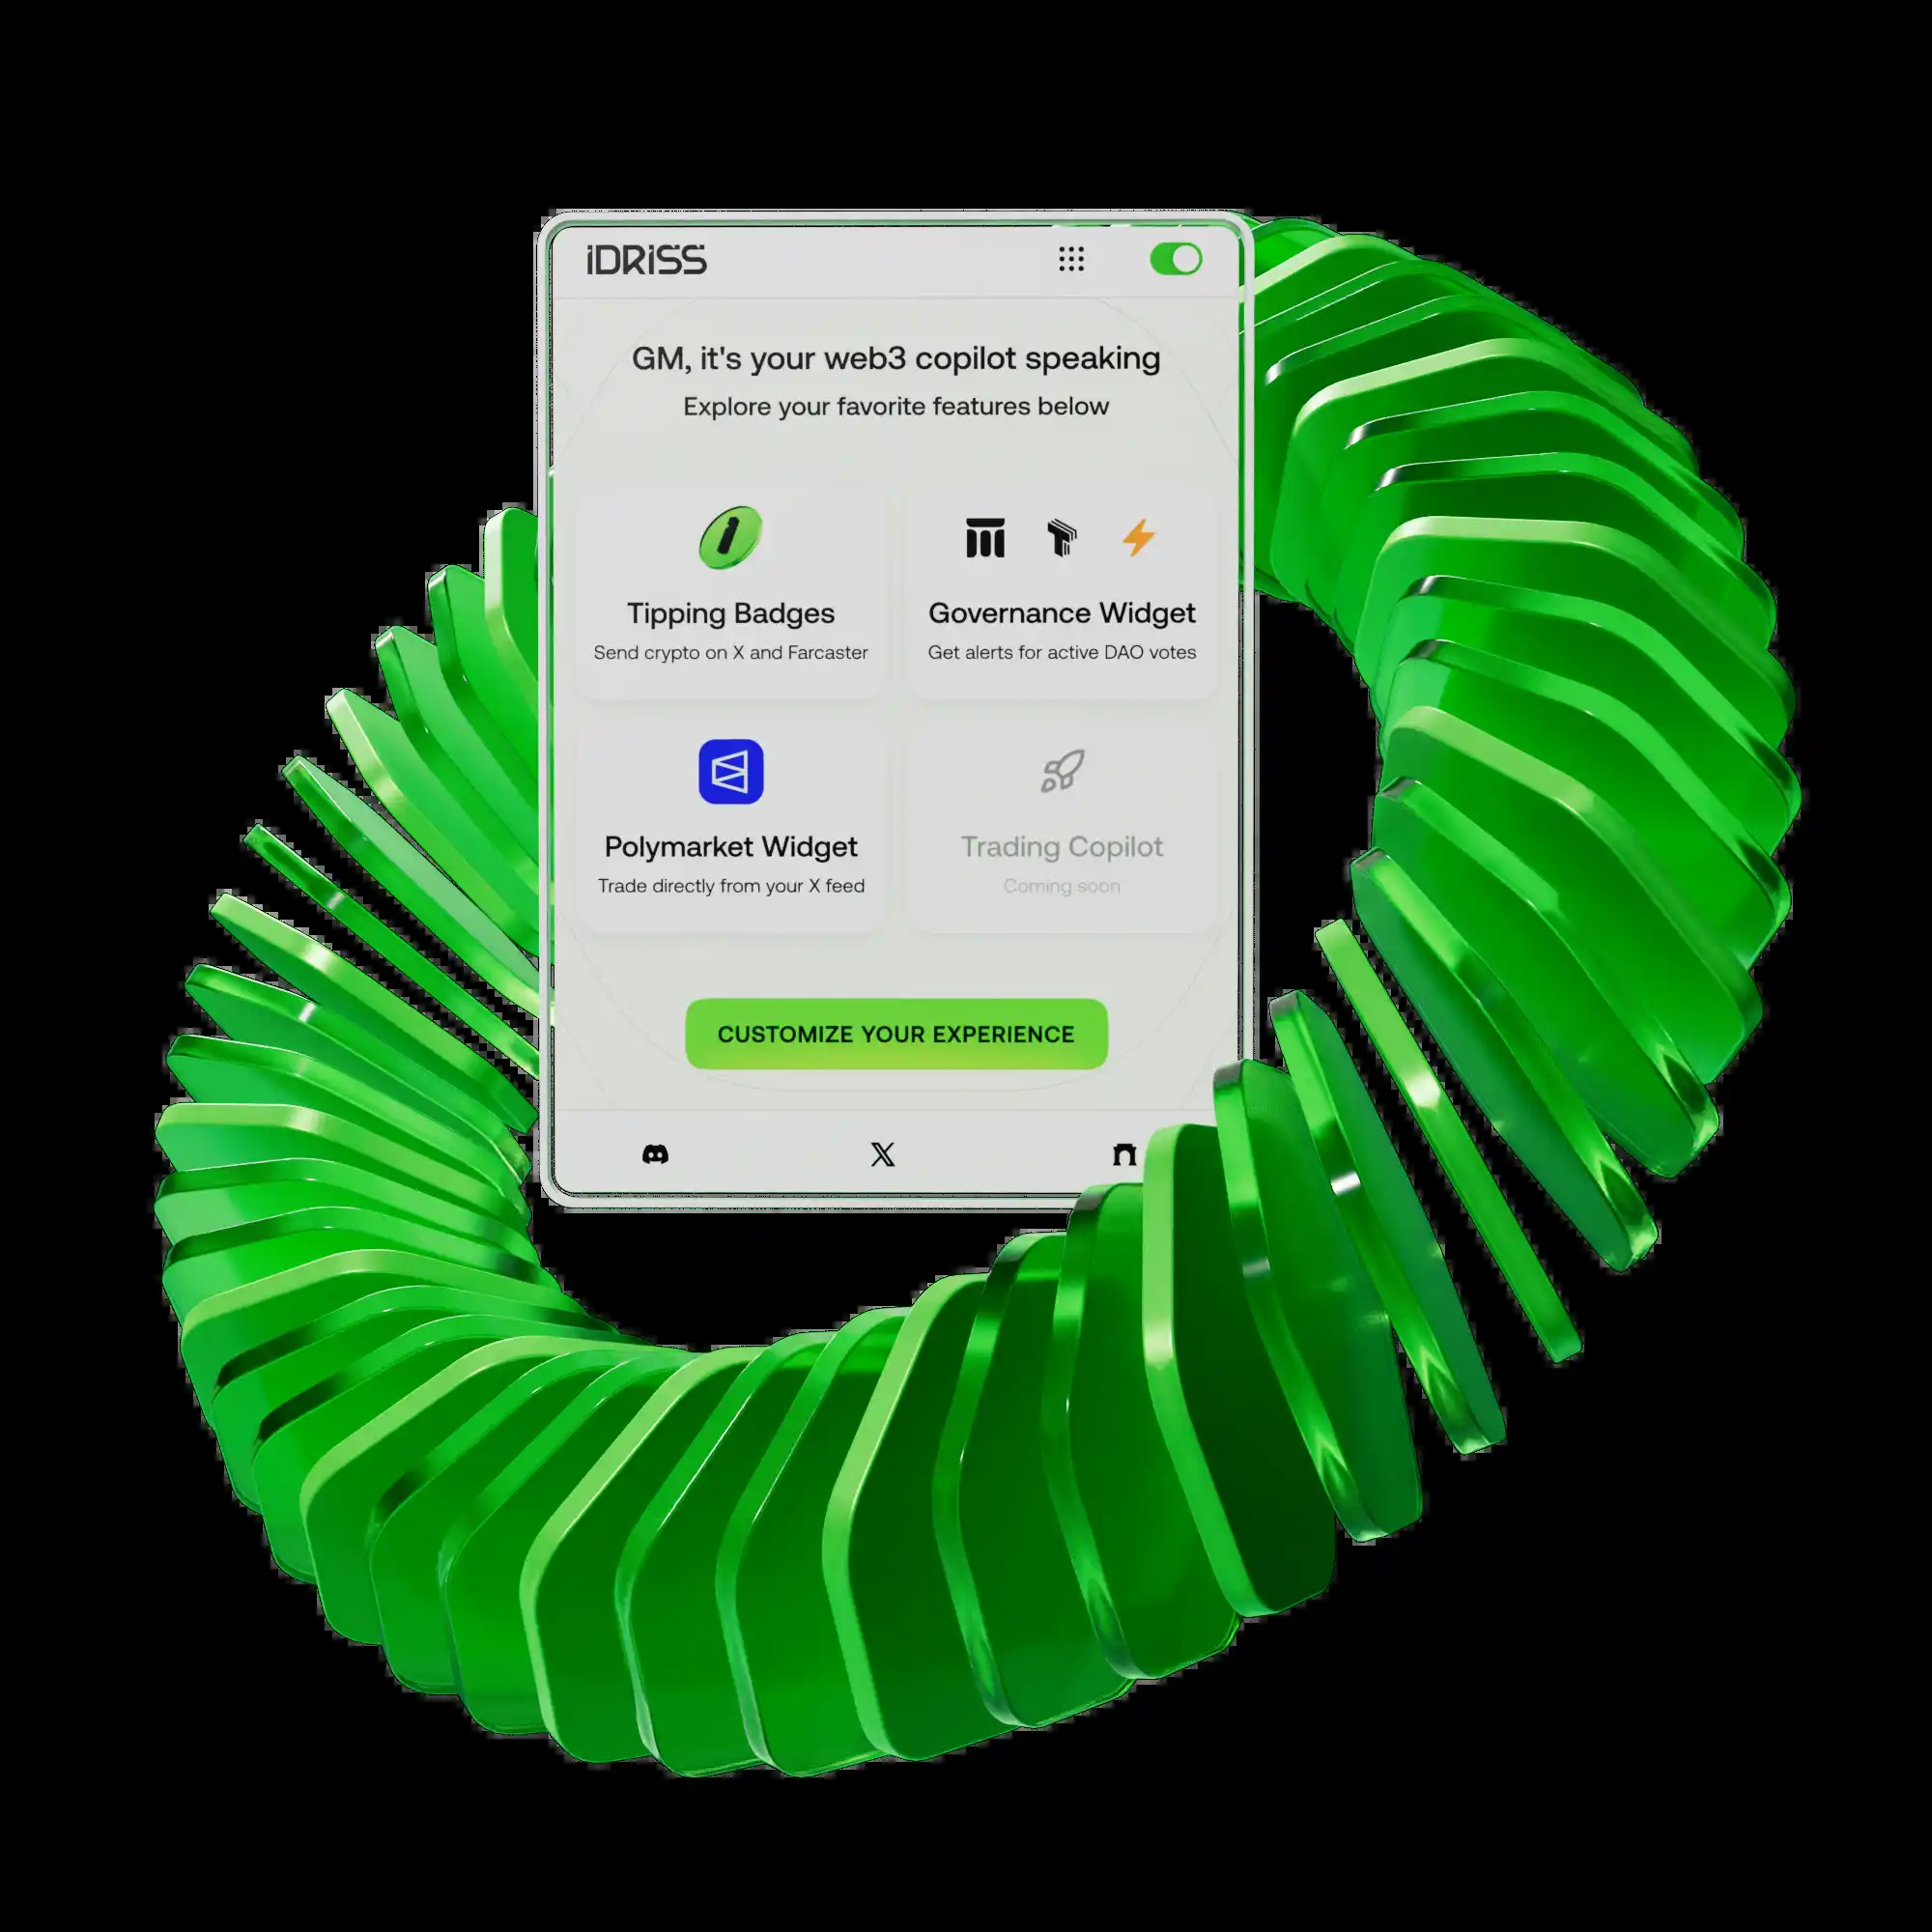 iDRiSS
GM, it's your web3 copilot speaking
Explore your favorite features below
Tipping Badges
Send crypto on X and Farcaster
Governance Widget
Get alerts for active DAO votes
Polymarket Widget
Trade directly from your X feed
Trading Copilot
Coming soon
CUSTOMIZE YOUR EXPERIENCE